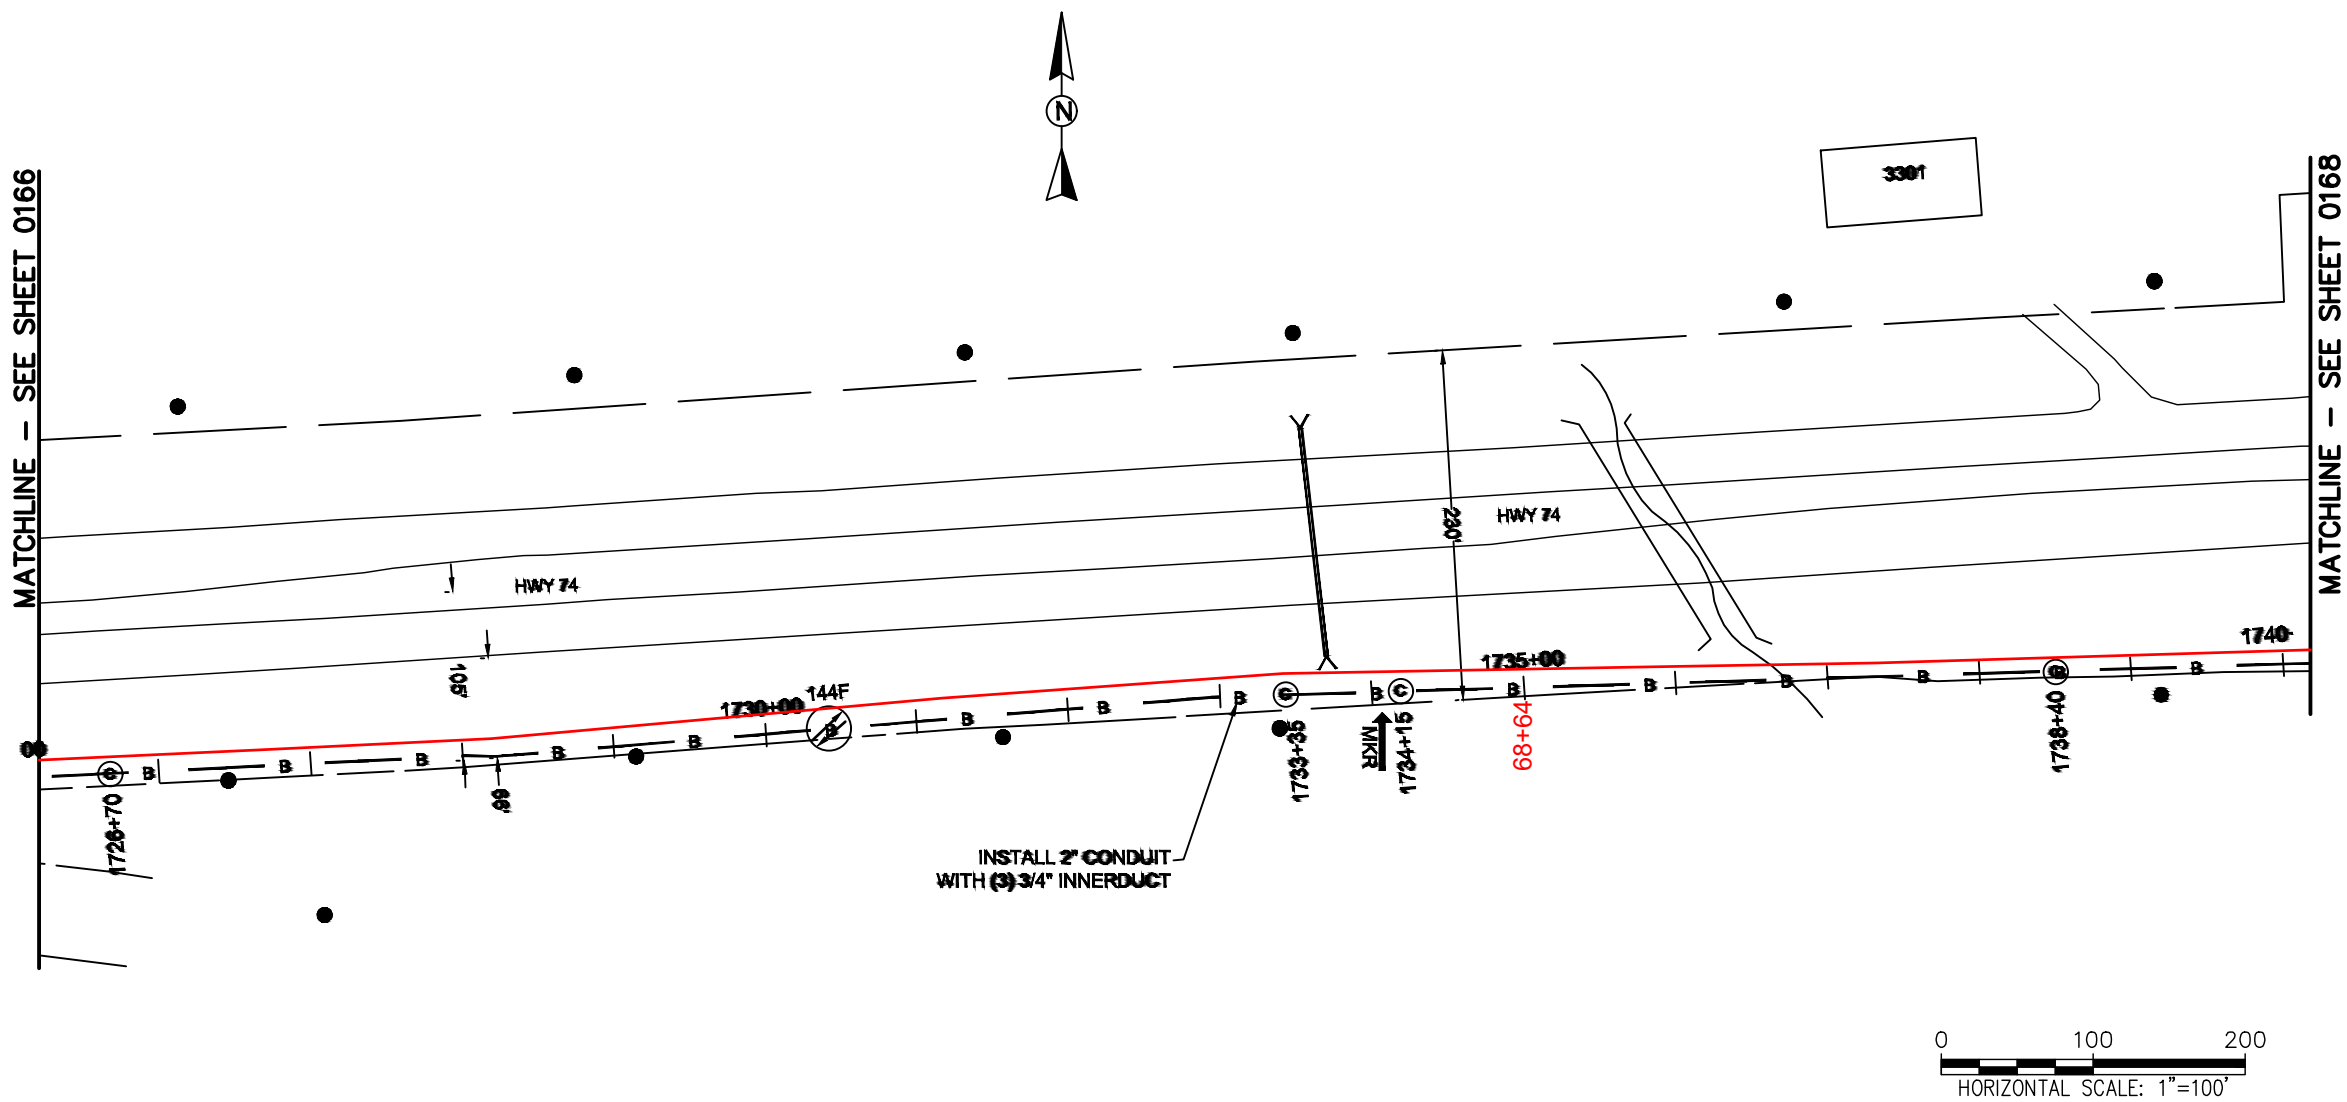 N
3301
MATCHLINE - SEE SHEET 0166
MATCHLINE - SEE SHEET 0168
230'
HWY 74
HWY 74
105'
1740
1735+00
144F
1730+00
00
C B B B B B B B B B C B C B B B B B B
68+64
99'
MKR
1733+35
1734+15
1738+40
1726+70
INSTALL 2" CONDUIT
WITH (3) 3/4" INNERDUCT
0 100 200
HORIZONTAL SCALE: 1"=100'